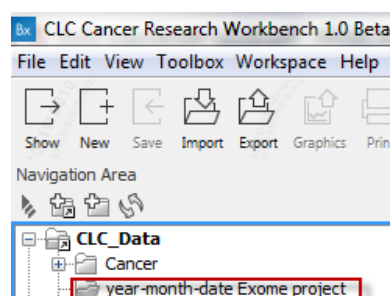 Bx CLC Cancer Research Workbench 1.0 Beta
File Edit View Toolbox Workspace Help
Show New Save Import Export Graphics Prin
Navigation Area
CLC_Data
Cancer
year-month-date Exome project